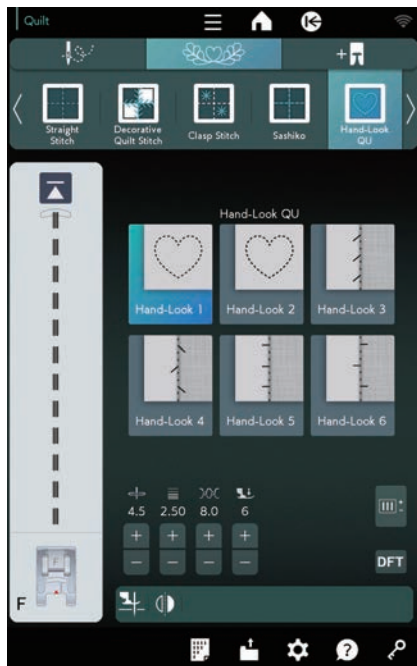 Quilt
Straight
Stitch
Decorative
Quilt Stitch
Clasp Stitch
Sashiko
Hand-Look
QU
Hand-Look QU
Hand-Look 1
Hand-Look 2
Hand-Look 3
Hand-Look 4
Hand-Look 5
Hand-Look 6
4.5 2.50 8.0 6
+ + + +
− − − −
DFT
F